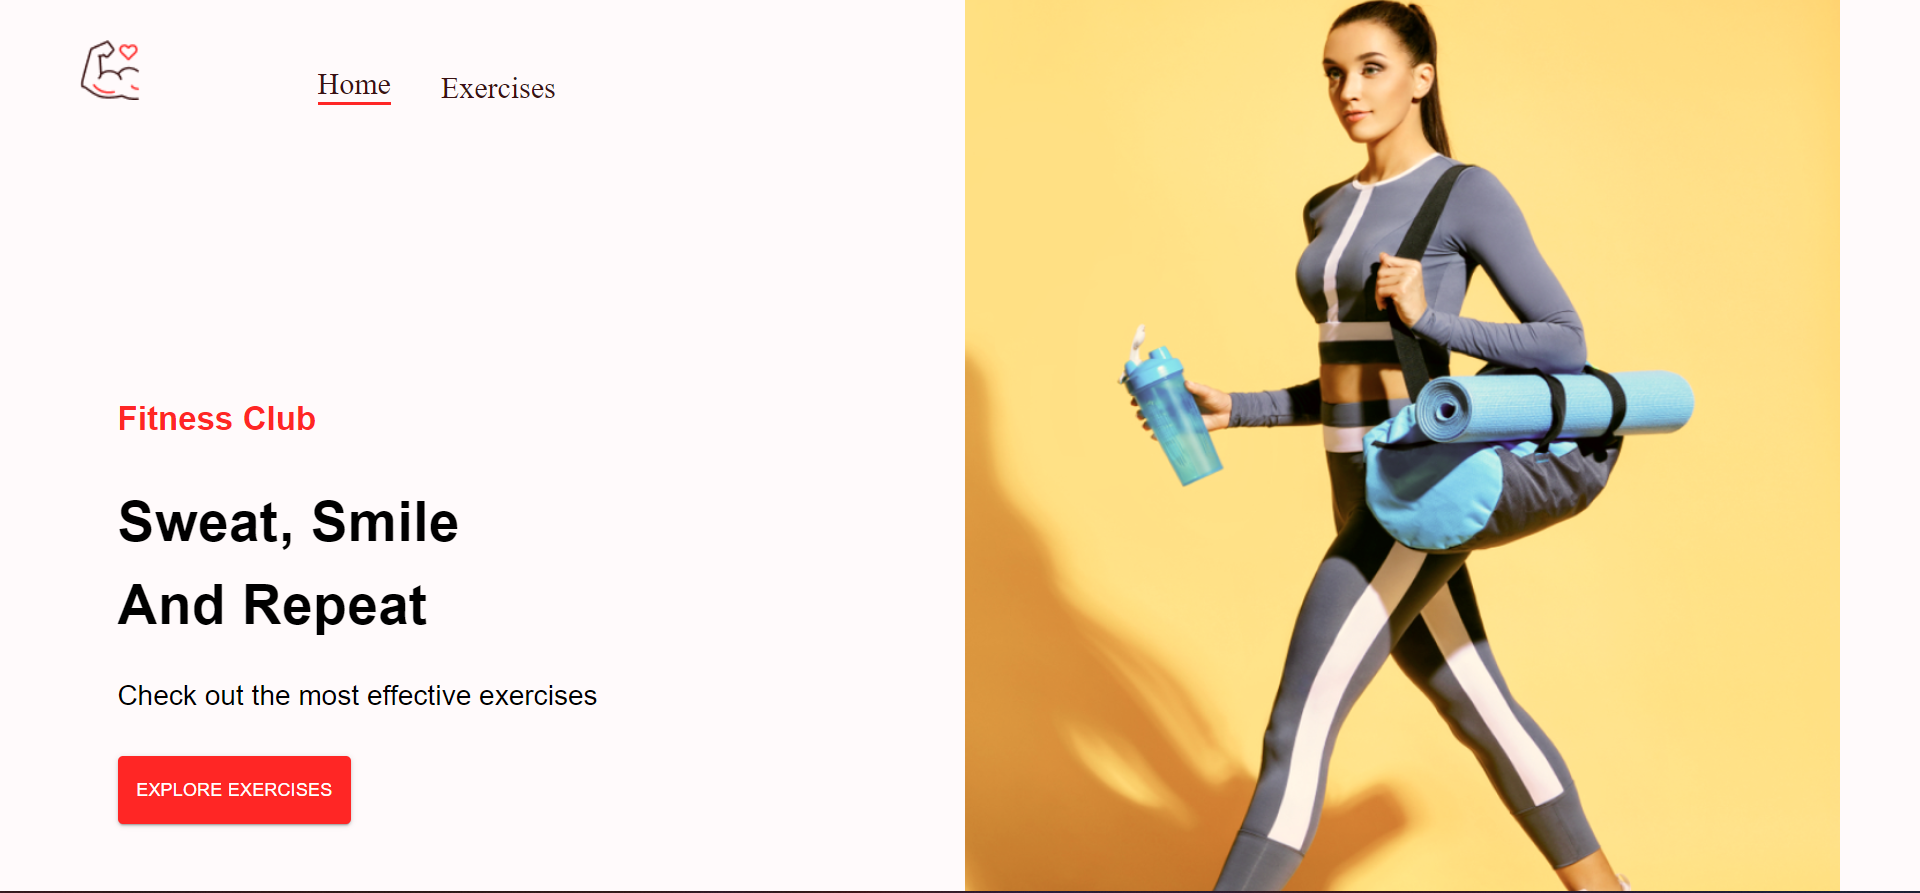 Home Exercises
Fitness Club
Sweat, Smile
And Repeat
Check out the most effective exercises
EXPLORE EXERCISES